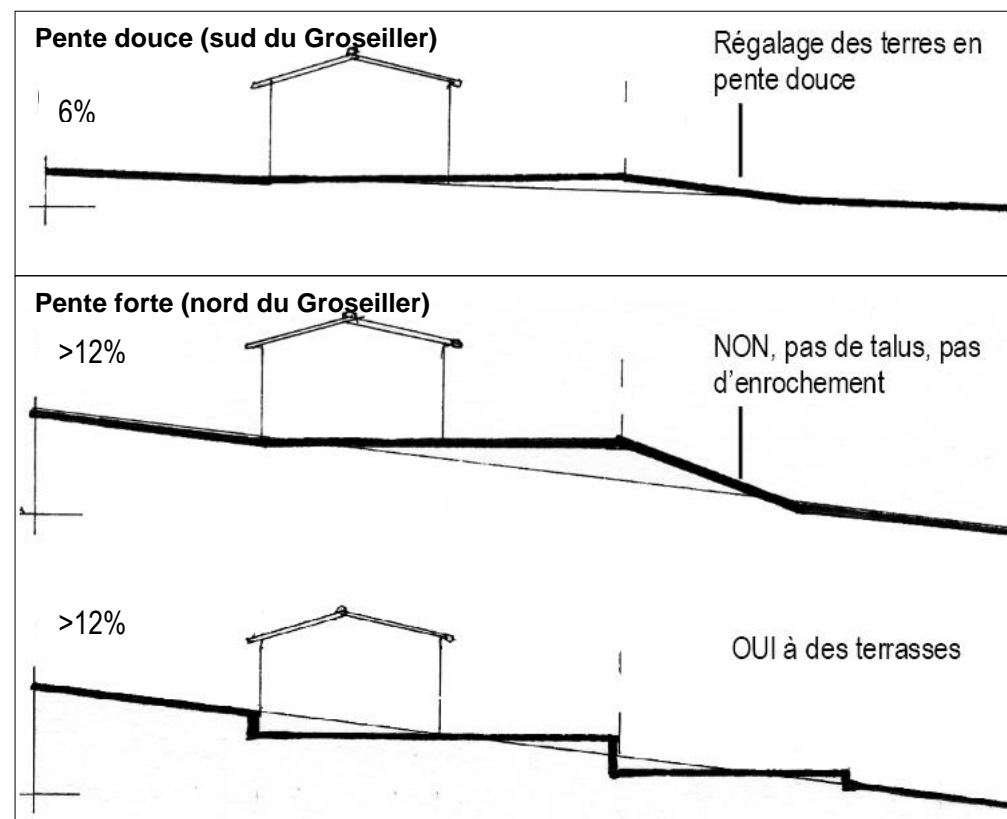 Pente douce (sud du Groseiller)
6%
Régalage des terres en
pente douce
Pente forte (nord du Groseiller)
>12%
NON, pas de talus, pas
d'enrochement
>12%
OUI à des terrasses